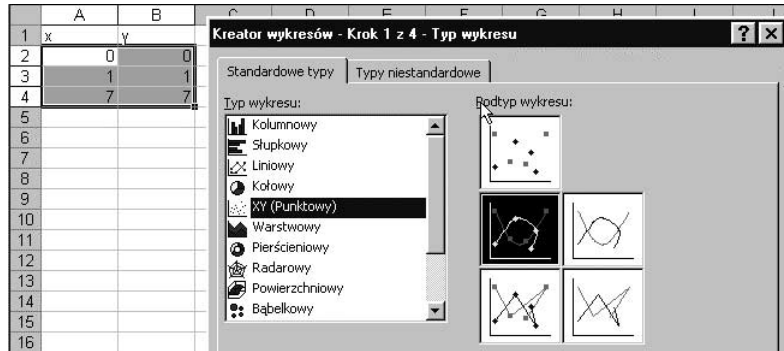 A B C D E F G H I
Kreator wykresów - Krok 1 z 4 - Typ wykresu ? ×
1 x y
2 0 0
3 1 1
4 7 7
5
6
7
8
9
10
11
12
13
14
15
16
Standardowe typy Typy niestandardowe
Typ wykresu:
Kolumnowy
Słupkowy
Liniowy
Kołowy
XY (Punktowy)
Warstwowy
Pierścieniowy
Radarowy
Powierzchniowy
Bąbelkowy
Podtyp wykresu: